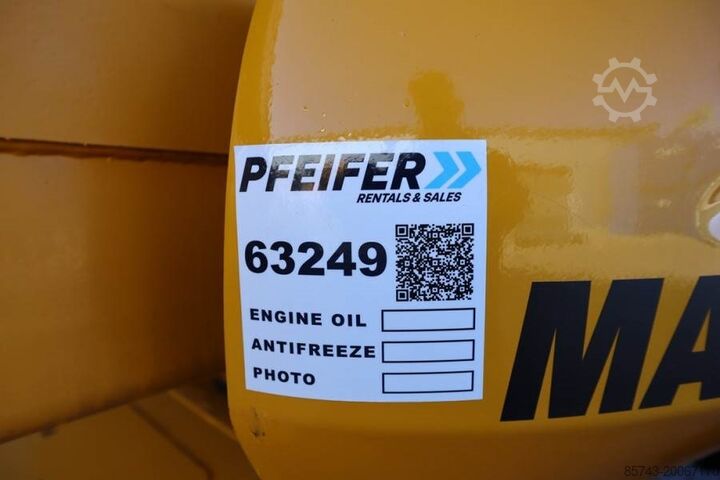 PFEIFER
RENTALS & SALES
63249
ENGINE OIL
ANTIFREEZE
PHOTO
MA